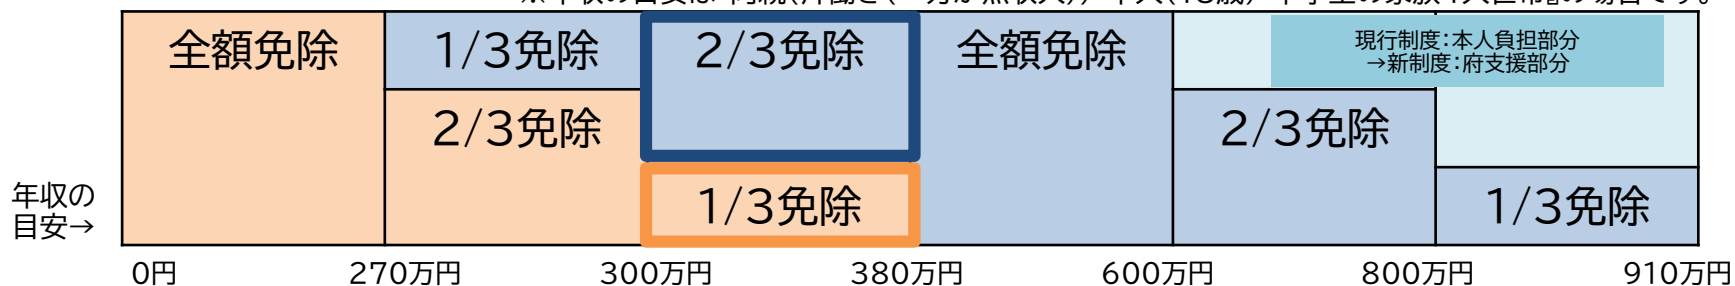 全額免除
1/3免除
2/3免除
全額免除
現行制度：本人負担部分
→新制度：府支援部分
2/3免除
2/3免除
年収の
目安→
1/3免除
1/3免除
0円
270万円
300万円
380万円
600万円
800万円
910万円